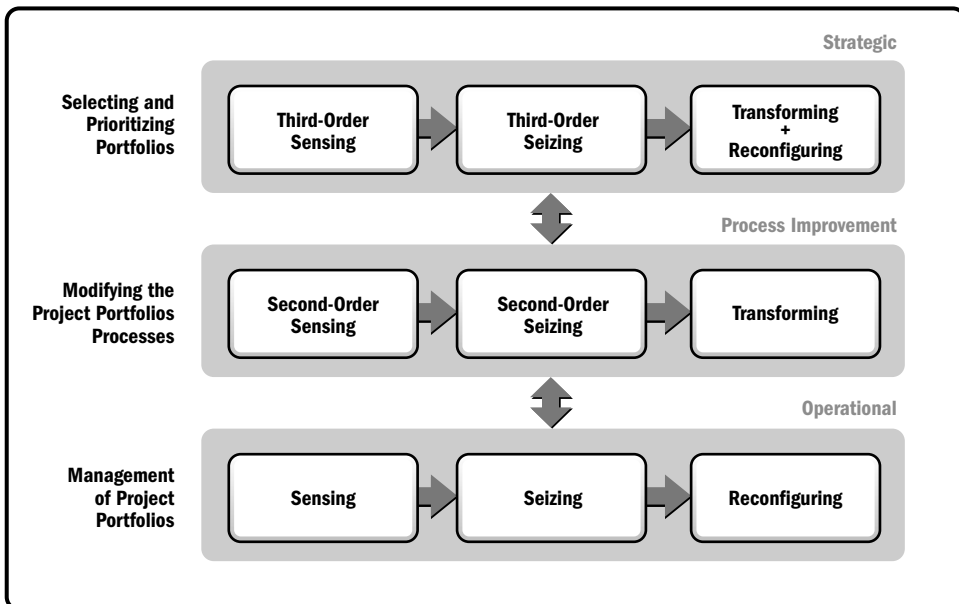 Strategic
Selecting and
Prioritizing
Portfolios
Third-Order
Sensing
Third-Order
Seizing
Transforming
+
Reconfiguring
Process Improvement
Modifying the
Project Portfolios
Processes
Second-Order
Sensing
Second-Order
Seizing
Transforming
Operational
Management
of Project
Portfolios
Sensing
Seizing
Reconfiguring